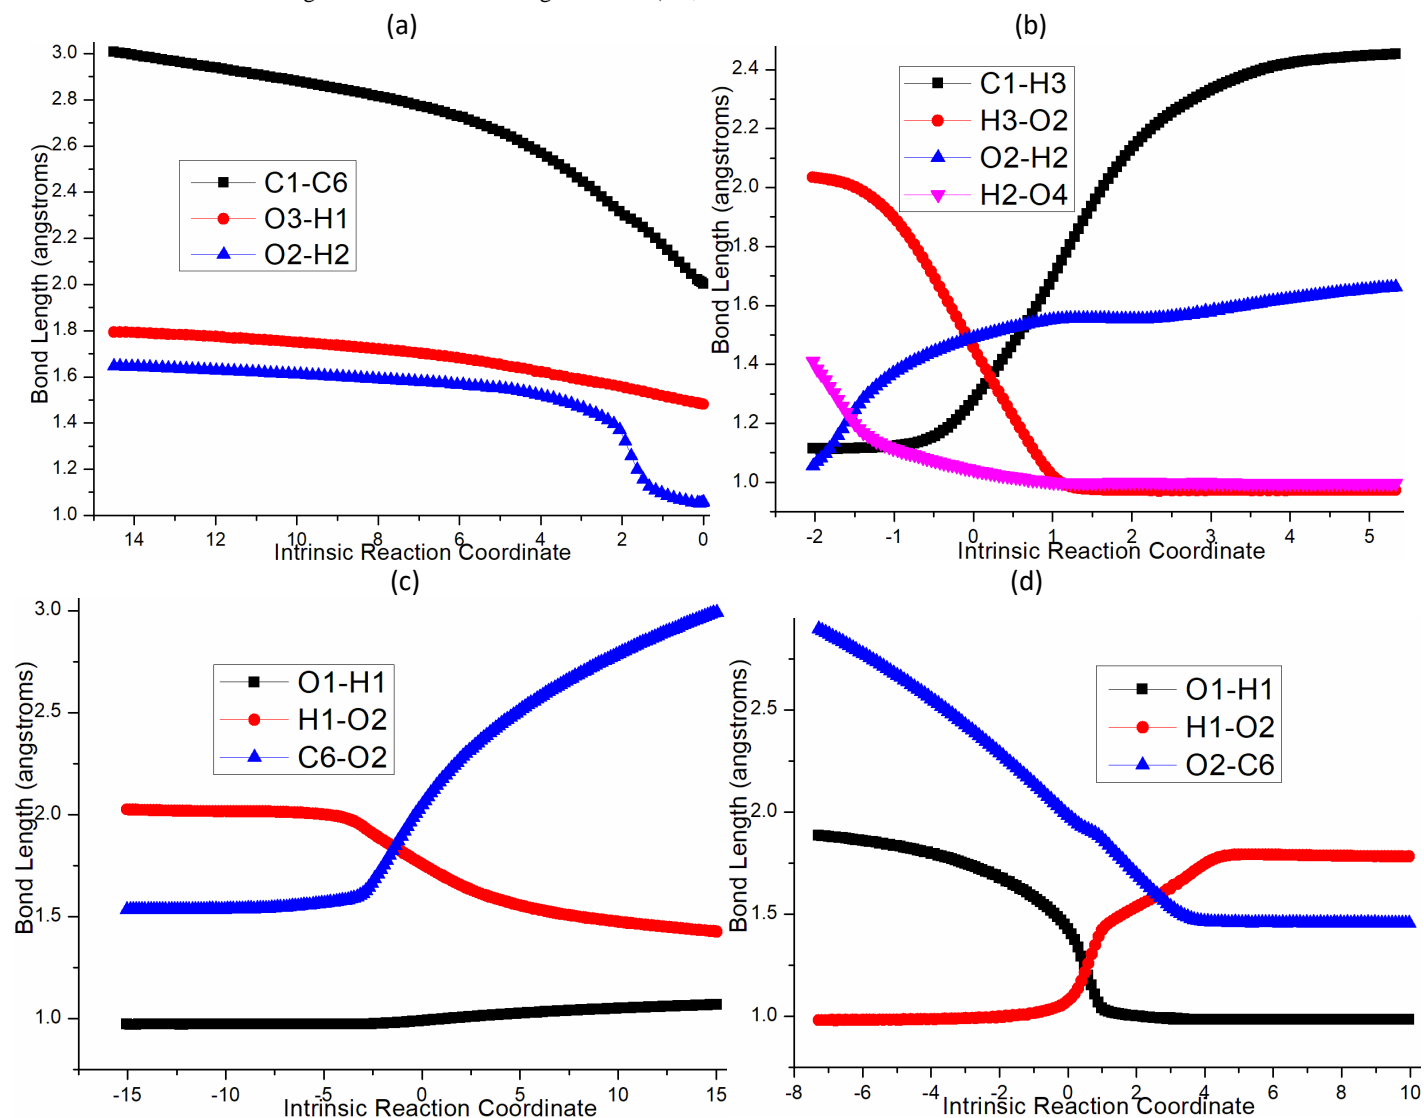 (a)
3.0
2.8
2.6
2.4
2.2
2.0
1.8
1.6
1.4
1.2
1.0
Bond Length (angstroms)
C1-C6
O3-H1
O2-H2
14
12
10
8
6
4
2
0
Intrinsic Reaction Coordinate
(b)
2.4
2.2
2.0
1.8
1.6
1.4
1.2
1.0
Bond Length (angstroms)
C1-H3
H3-O2
O2-H2
H2-O4
-2
-1
0
1
2
3
4
5
Intrinsic Reaction Coordinate
(c)
3.0
2.5
2.0
1.5
1.0
Bond Length (angstroms)
O1-H1
H1-O2
C6-O2
-15
-10
-5
0
5
10
15
Intrinsic Reaction Coordinate
(d)
2.5
2.0
1.5
1.0
Bond Length (angstroms)
O1-H1
H1-O2
O2-C6
-8
-6
-4
-2
0
2
4
6
8
10
Intrinsic Reaction Coordinate